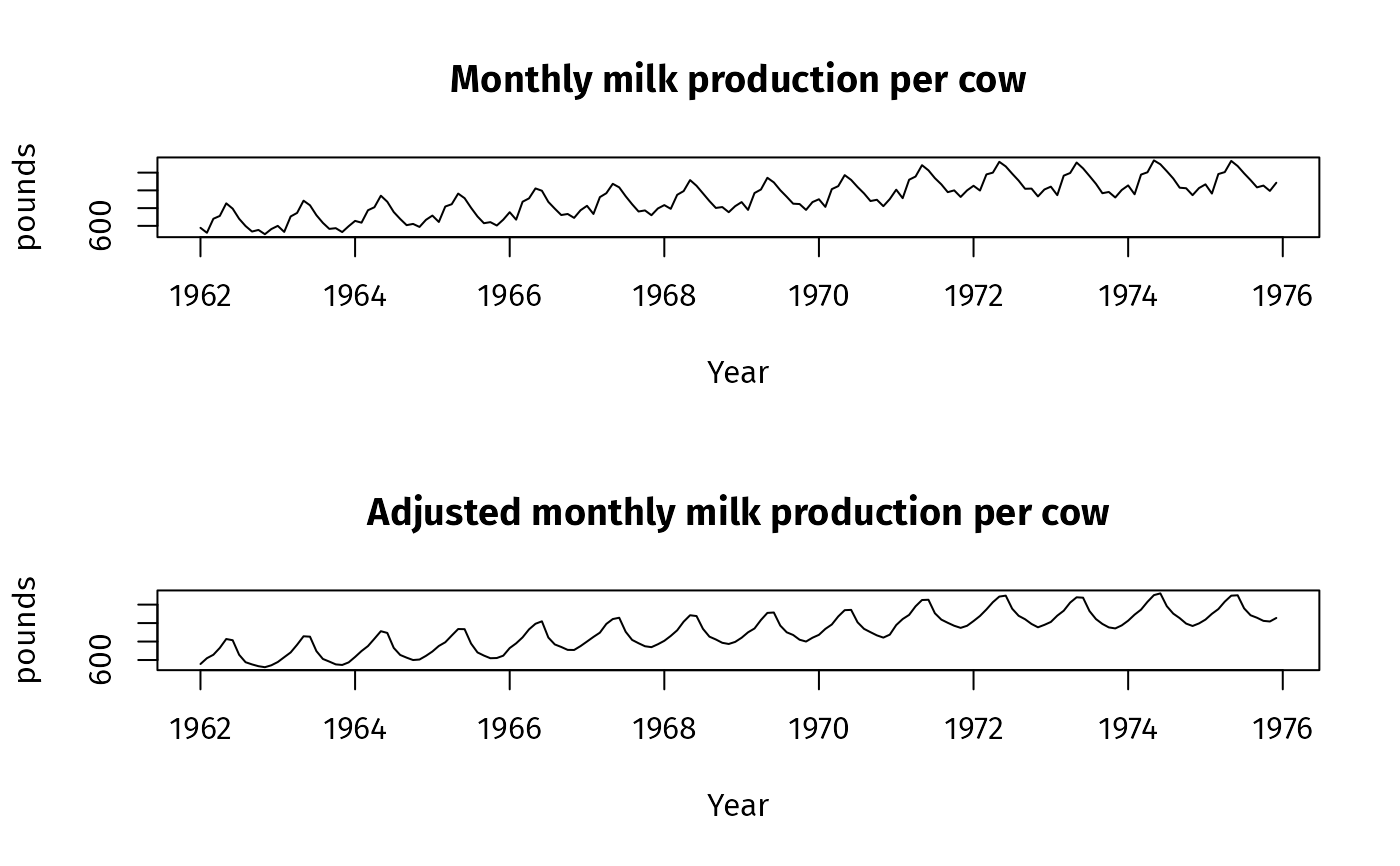 Monthly milk production per cow
pounds
600
1962 1964 1966 1968 1970 1972 1974 1976
Year
Adjusted monthly milk production per cow
pounds
600
1962 1964 1966 1968 1970 1972 1974 1976
Year